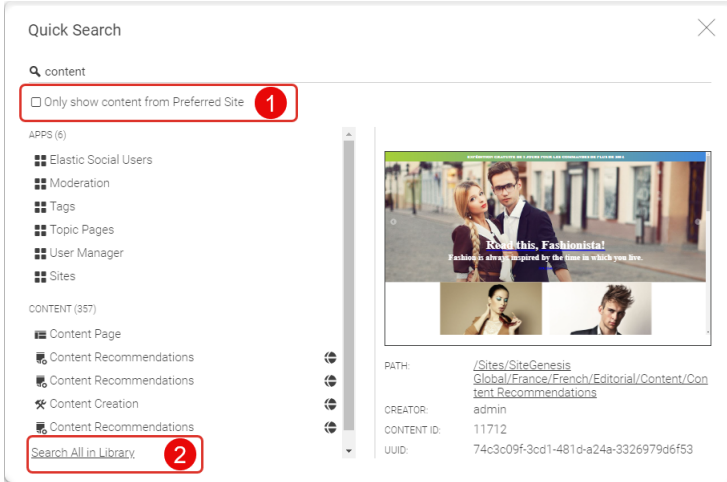 Quick Search
content
Only show content from Preferred Site
1
APPS (6)
Elastic Social Users
Moderation
Tags
Topic Pages
User Manager
Sites
CONTENT (357)
Content Page
Content Recommendations
Content Recommendations
Content Creation
Content Recommendations
Search All in Library
2
Read this, Fashionista!
Fashion is always inspired by the time in which you live.
PATH:
/Sites/SiteGenesis
Global/France/French/Editorial/Content/Con
tent Recommendations
CREATOR: admin
CONTENT ID: 11712
UUID: 74c3c09f-3cd1-481d-a24a-3326979d6f53